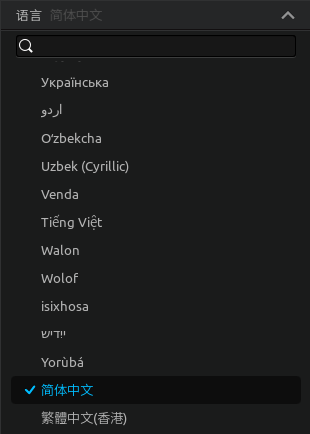 语言 简体中文
Українська
اردو
O‘zbekcha
Uzbek (Cyrillic)
Venda
Tiếng Việt
Walon
Wolof
isixhosa
ייִדיש
Yorùbá
简体中文
繁體中文(香港)